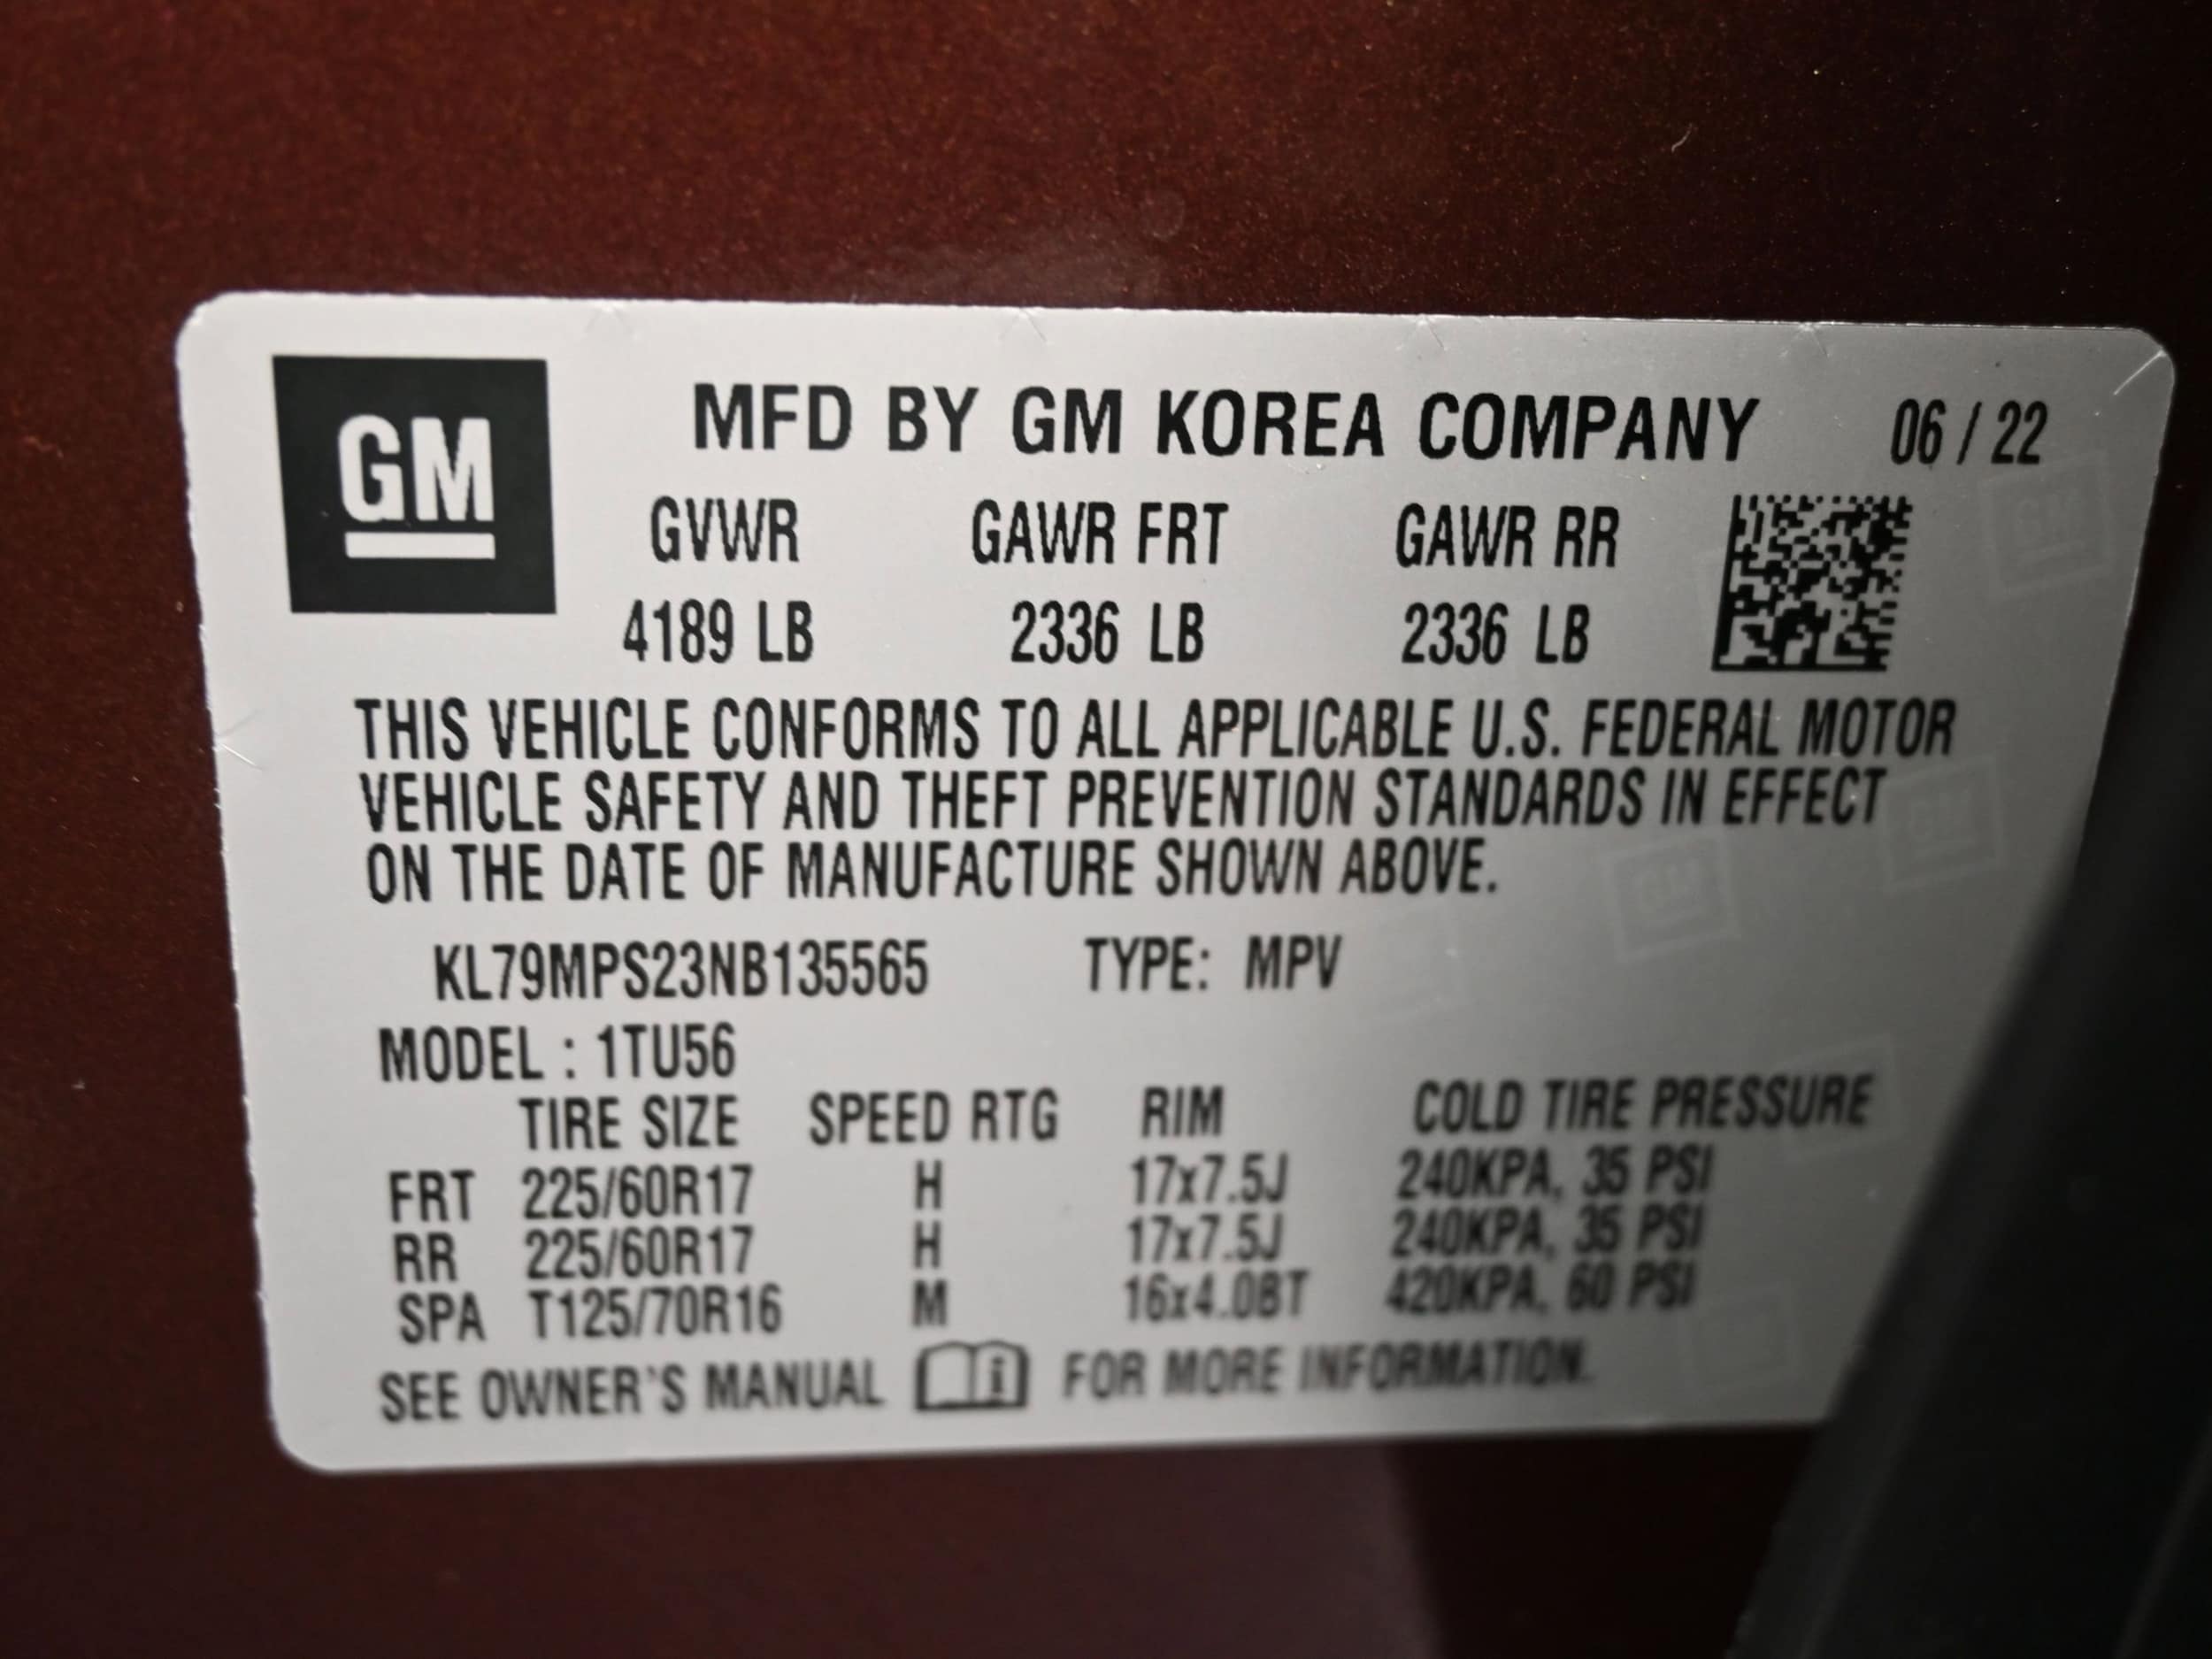 GM
MFD BY GM KOREA COMPANY 06 / 22
GVWR GAWR FRT GAWR RR
4189 LB 2336 LB 2336 LB
THIS VEHICLE CONFORMS TO ALL APPLICABLE U.S. FEDERAL MOTOR
VEHICLE SAFETY AND THEFT PREVENTION STANDARDS IN EFFECT
ON THE DATE OF MANUFACTURE SHOWN ABOVE.
KL79MPS23NB135565 TYPE: MPV
MODEL : 1TU56
TIRE SIZE SPEED RTG RIM COLD TIRE PRESSURE
FRT 225/60R17 H 17x7.5J 240KPA, 35 PSI
RR 225/60R17 H 17x7.5J 240KPA, 35 PSI
SPA T125/70R16 M 16x4.0BT 420KPA, 60 PSI
SEE OWNER'S MANUAL i FOR MORE INFORMATION.